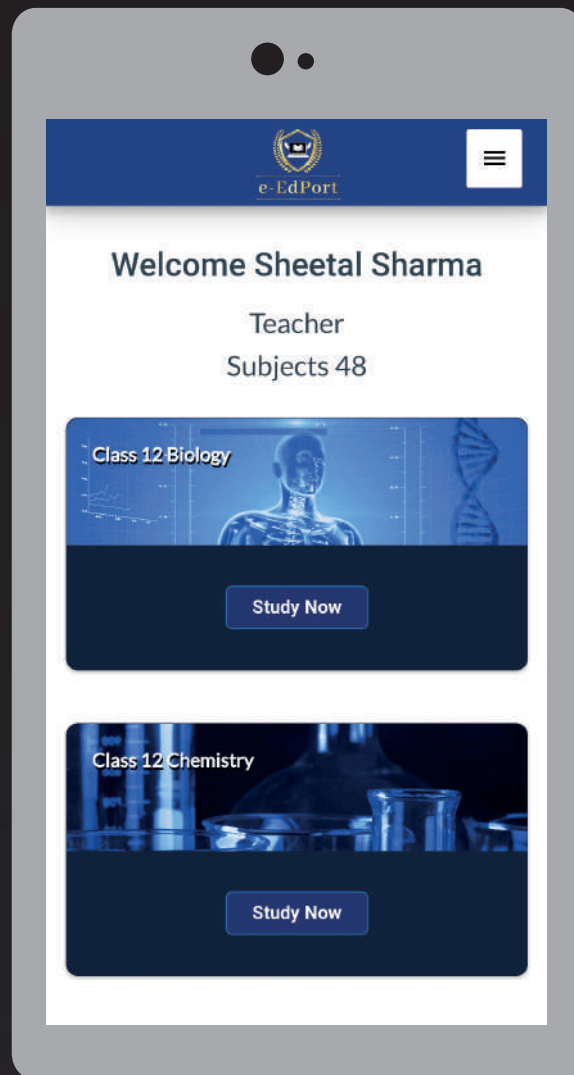 e-EdPort
Welcome Sheetal Sharma
Teacher
Subjects 48
Class 12 Biology
Study Now
Class 12 Chemistry
Study Now